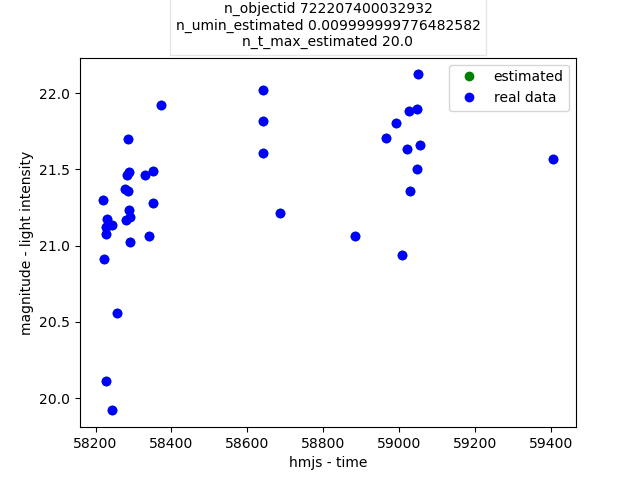 n_objectid 722207400032932
n_umin_estimated 0.009999999776482582
n_t_max_estimated 20.0
estimated
real data
22.0
21.5
21.0
20.5
20.0
magnitude - light intensity
58200 58400 58600 58800 59000 59200 59400
hmjs - time